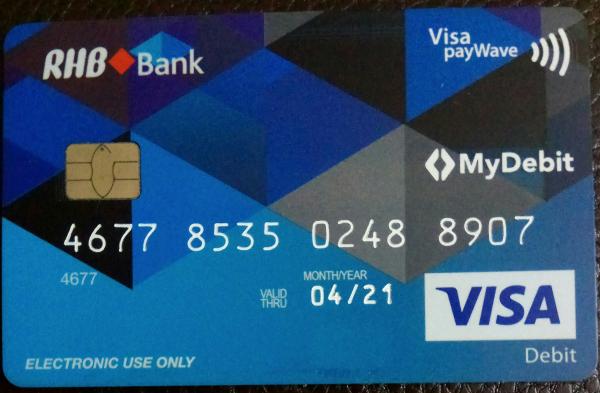 RHB Bank
Visa payWave
MyDebit
4677 8535 0248 8907
4677
MONTH/YEAR
VALID THRU 04/21
VISA
Debit
ELECTRONIC USE ONLY